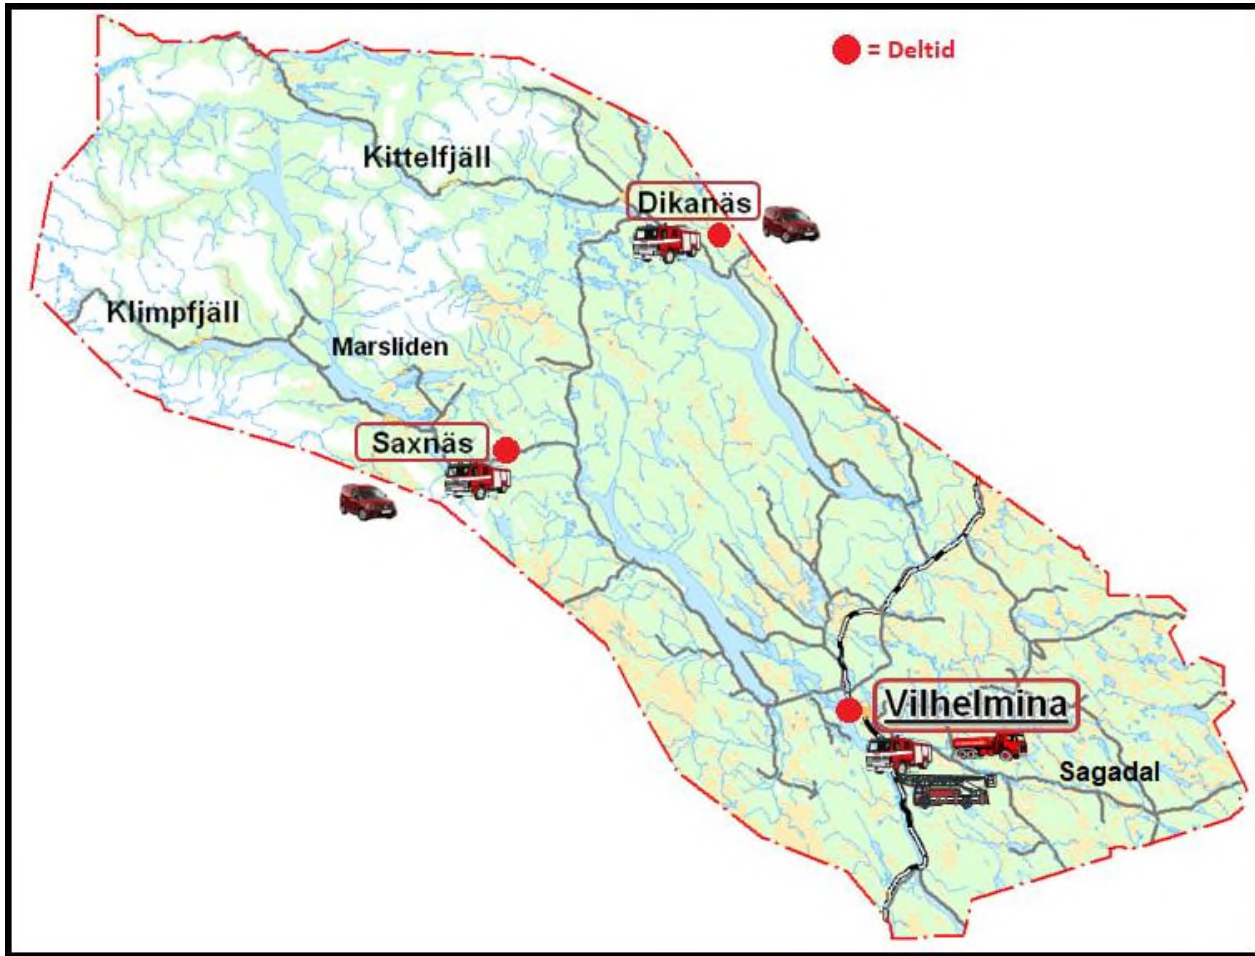 = Deltid
Kittelfjäll
Dikanäs
Klimpfjäll
Marsliden
Saxnäs
Vilhelmina
Sagadal